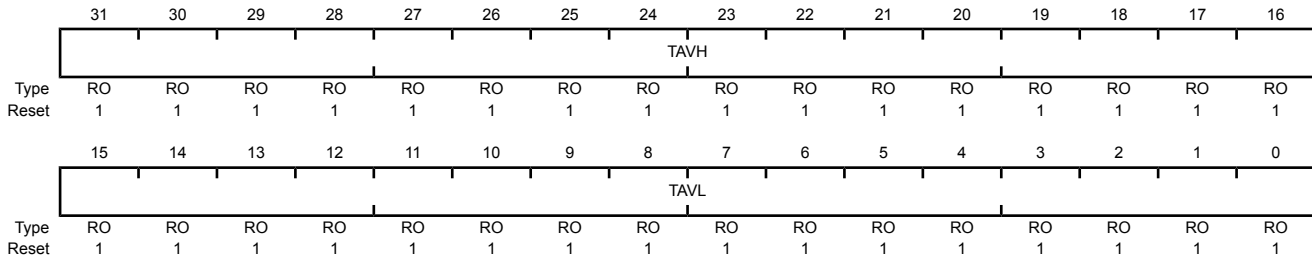 31 30 29 28 27 26 25 24 23 22 21 20 19 18 17 16
TAVH
Type RO RO RO RO RO RO RO RO RO RO RO RO RO RO RO RO
Reset 1 1 1 1 1 1 1 1 1 1 1 1 1 1 1 1
15 14 13 12 11 10 9 8 7 6 5 4 3 2 1 0
TAVL
Type RO RO RO RO RO RO RO RO RO RO RO RO RO RO RO RO
Reset 1 1 1 1 1 1 1 1 1 1 1 1 1 1 1 1